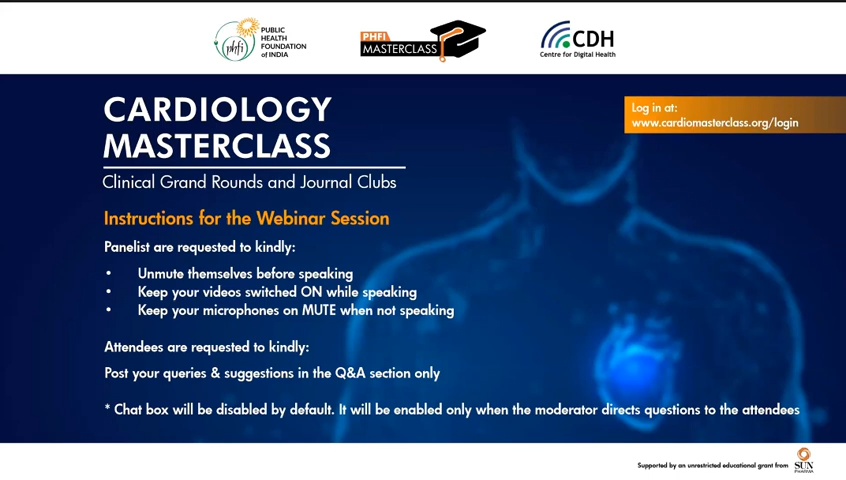 PUBLIC
HEALTH
FOUNDATION
of INDIA
phfi
PHFI
MASTERCLASS
CDH
Centre for Digital Health
CARDIOLOGY
MASTERCLASS
Log in at:
www.cardiomasterclass.org/login
Clinical Grand Rounds and Journal Clubs
Instructions for the Webinar Session
Panelist are requested to kindly:
• Unmute themselves before speaking
• Keep your videos switched ON while speaking
• Keep your microphones on MUTE when not speaking
Attendees are requested to kindly:
Post your queries & suggestions in the Q&A section only
* Chat box will be disabled by default. It will be enabled only when the moderator directs questions to the attendees
Supported by an unrestricted educational grant from
SUN
PHARMA